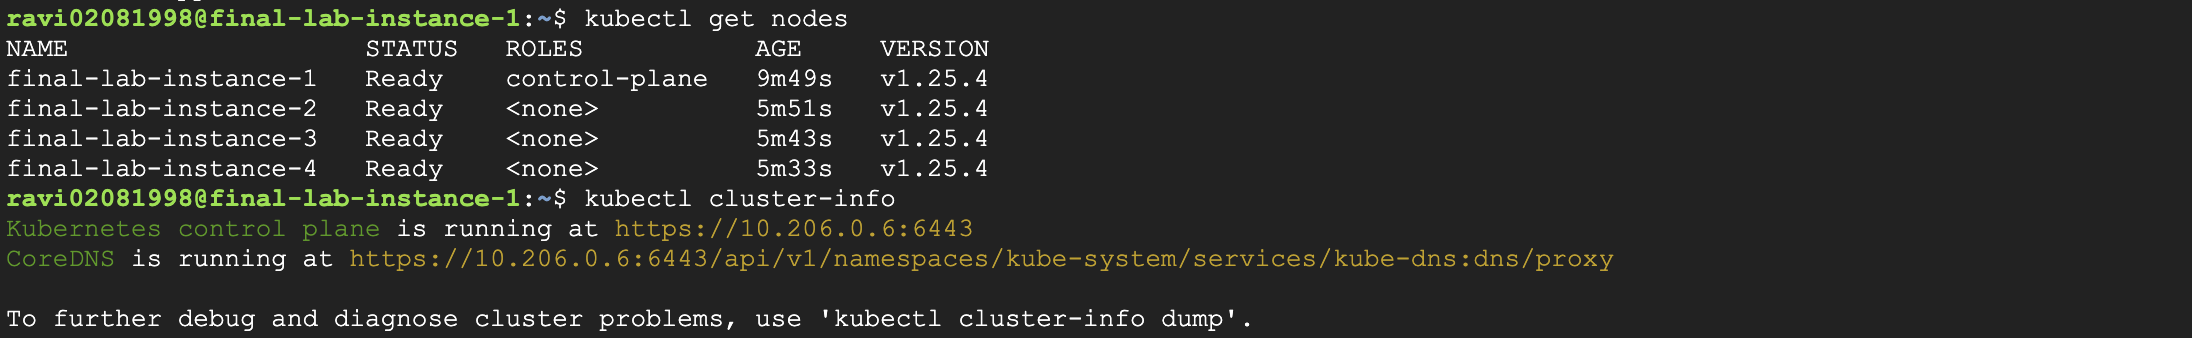 ravi02081998@final-lab-instance-1:~$ kubectl get nodes
NAME                   STATUS   ROLES           AGE     VERSION
final-lab-instance-1   Ready    control-plane   9m49s   v1.25.4
final-lab-instance-2   Ready    <none>          5m51s   v1.25.4
final-lab-instance-3   Ready    <none>          5m43s   v1.25.4
final-lab-instance-4   Ready    <none>          5m33s   v1.25.4
ravi02081998@final-lab-instance-1:~$ kubectl cluster-info
Kubernetes control plane is running at https://10.206.0.6:6443
CoreDNS is running at https://10.206.0.6:6443/api/v1/namespaces/kube-system/services/kube-dns:dns/proxy

To further debug and diagnose cluster problems, use 'kubectl cluster-info dump'.